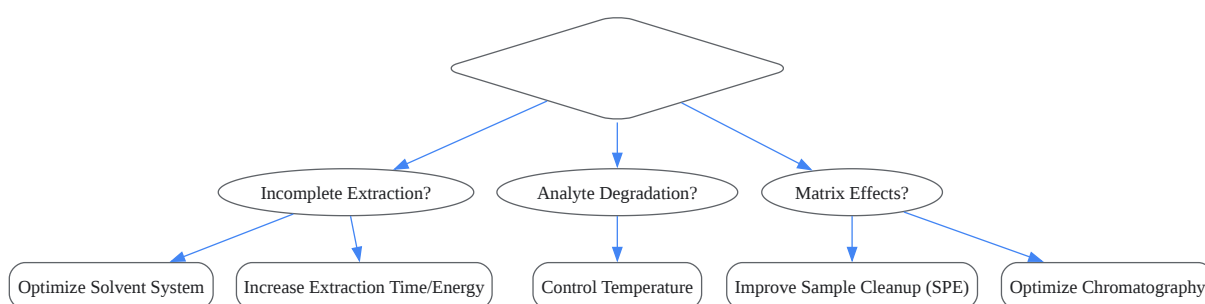 Incomplete Extraction?
Analyte Degradation?
Matrix Effects?
Optimize Solvent System
Increase Extraction Time/Energy
Control Temperature
Improve Sample Cleanup (SPE)
Optimize Chromatography